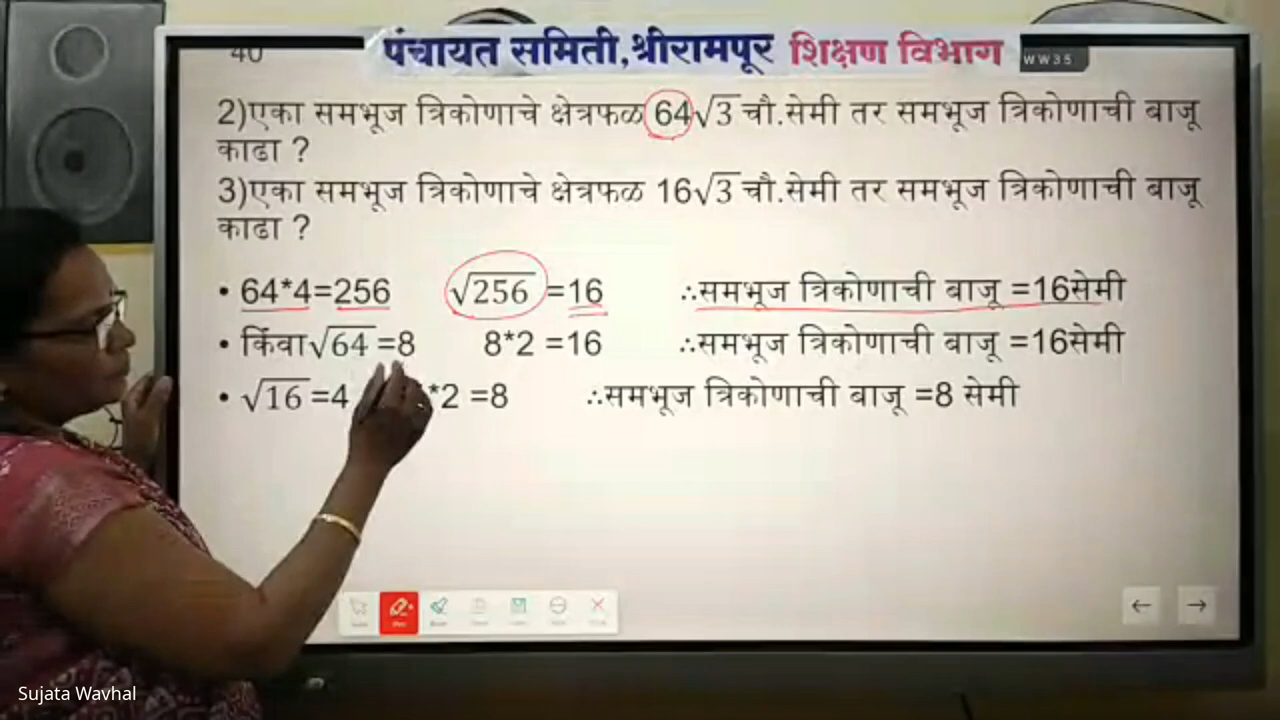 40
पंचायत समिती,श्रीरामपूर शिक्षण विभाग
WW35
2)एका समभूज त्रिकोणाचे क्षेत्रफळ 64√3 चौ.सेमी तर समभूज त्रिकोणाची बाजू
काढा ?
3)एका समभूज त्रिकोणाचे क्षेत्रफळ 16√3 चौ.सेमी तर समभूज त्रिकोणाची बाजू
काढा ?
• 64*4=256 √256 =16 ∴समभूज त्रिकोणाची बाजू =16सेमी
• किंवा√64 =8 8*2 =16 ∴समभूज त्रिकोणाची बाजू =16सेमी
• √16 =4 *2 =8 ∴समभूज त्रिकोणाची बाजू =8 सेमी
Sujata Wavhal